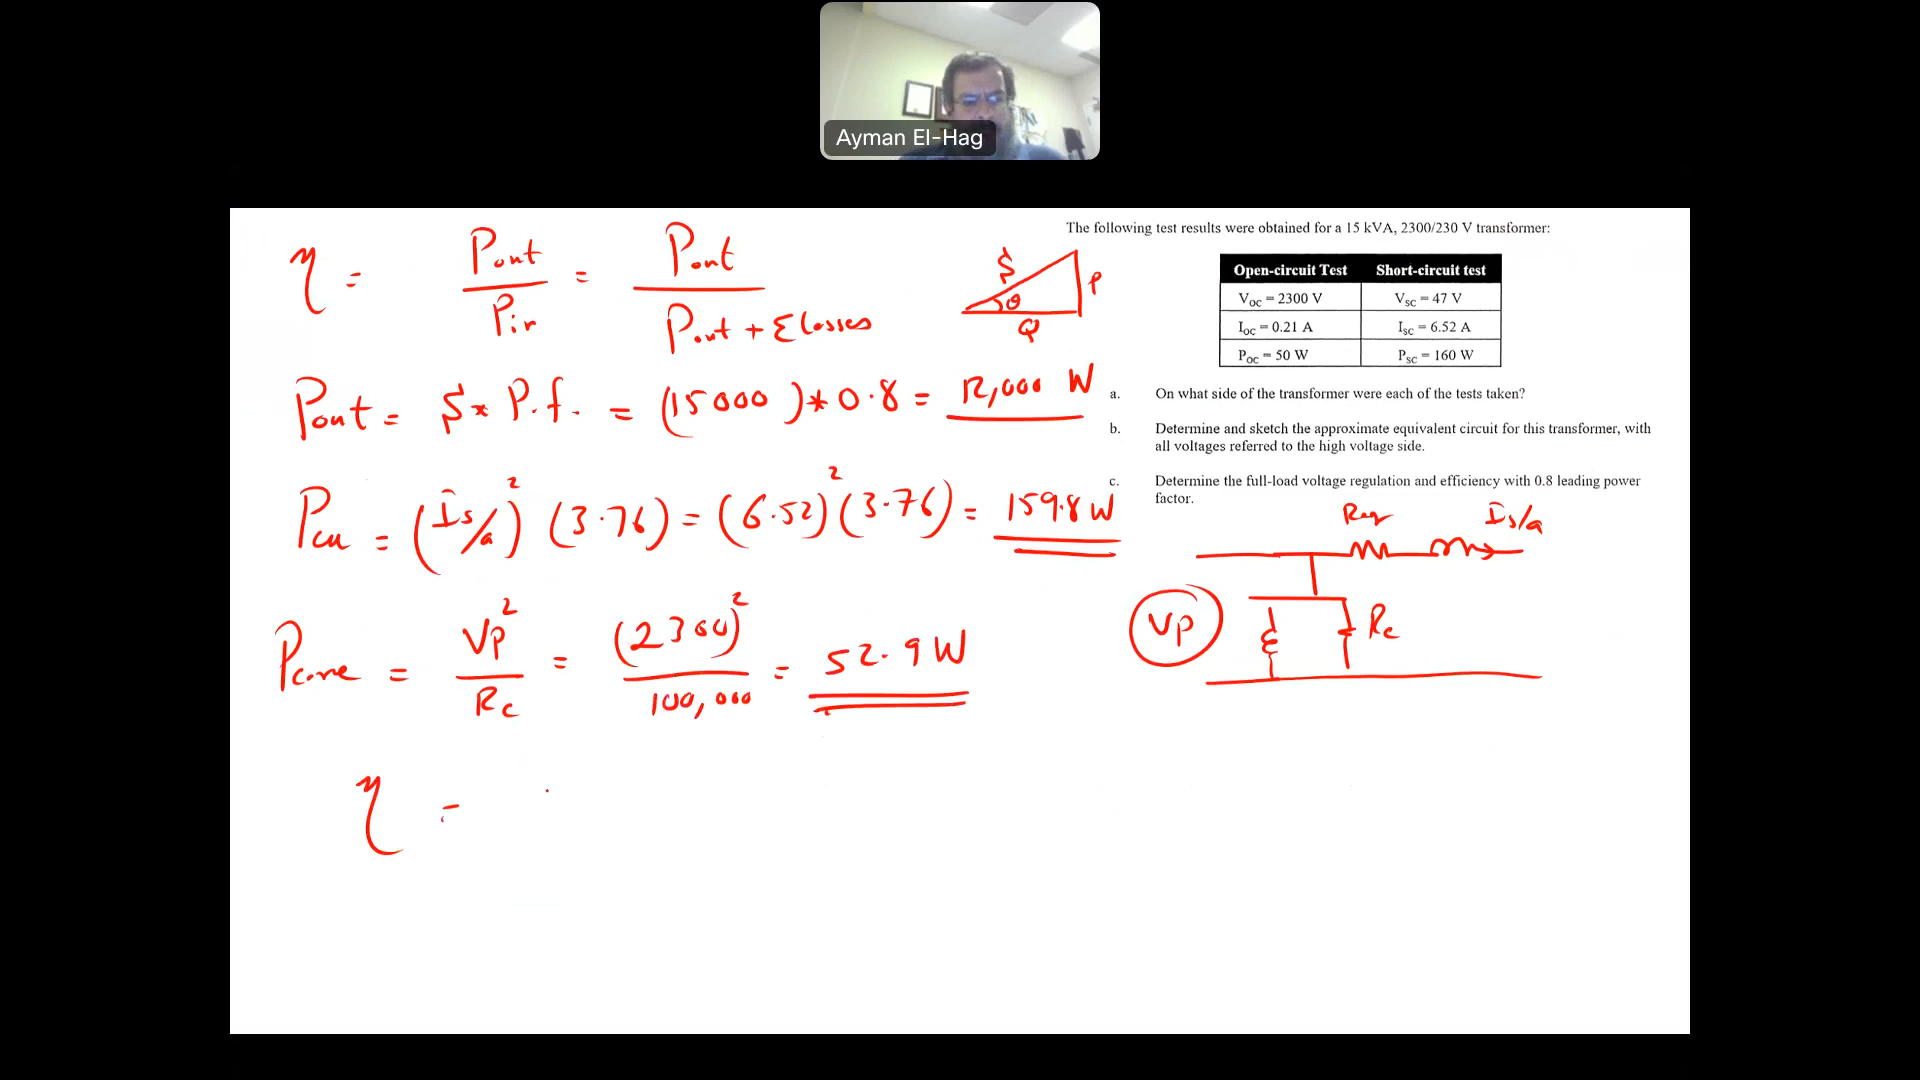 Ayman El-Hag
The following test results were obtained for a 15 kVA, 2300/230 V transformer:
Open-circuit Test Short-circuit test
VOC = 2300 V VSC = 47 V
IOC = 0.21 A ISC = 6.52 A
POC = 50 W PSC = 160 W
a. On what side of the transformer were each of the tests taken?
b. Determine and sketch the approximate equivalent circuit for this transformer, with
all voltages referred to the high voltage side.
c. Determine the full-load voltage regulation and efficiency with 0.8 leading power
factor.
η = Pout / Pin = Pout / Pout + Σ losses
S θ P Q
Pout = S * P.f. = (15000) * 0.8 = 12,000 W
Pcu = (Is/a)² (3.76) = (6.52)² (3.76) = 159.8 W
Pcore = Vp² / Rc = (2300)² / 100,000 = 52.9 W
Req Is/a
Vp Rc
η =